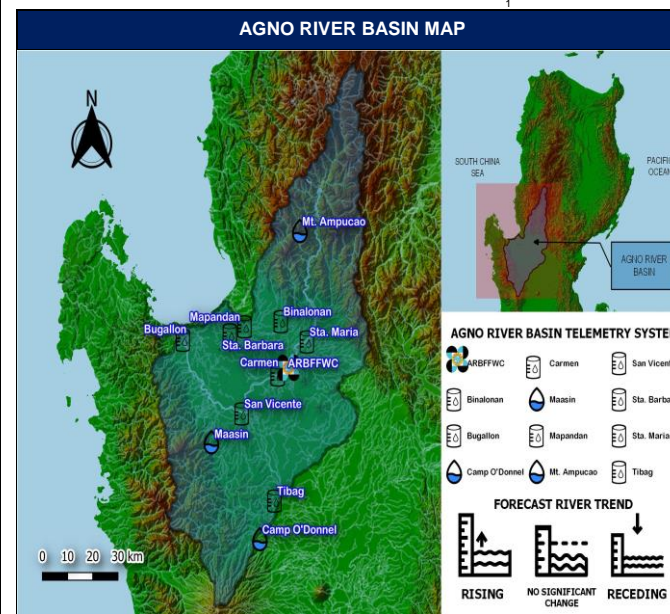 1
AGNO RIVER BASIN MAP
N
Mt. Ampucao
Mapandan
Binalonan
Bugallon
Sta. Barbara
Sta. Maria
Carmen
ARBFFWC
San Vicente
Maasin
Tibag
Camp O'Donnel
0 10 20 30 km
SOUTH CHINA
SEA
PACIFIC
OCEAN
AGNO RIVER
BASIN
AGNO RIVER BASIN TELEMETRY SYSTEM
ARBFFWC Carmen San Vicente
Binalonan Maasin Sta. Barba
Bugallon Mapandan Sta. Maria
Camp O'Donnel Mt. Ampucao Tibag
FORECAST RIVER TREND
RISING
NO SIGNIFICANT
CHANGE
RECEDING